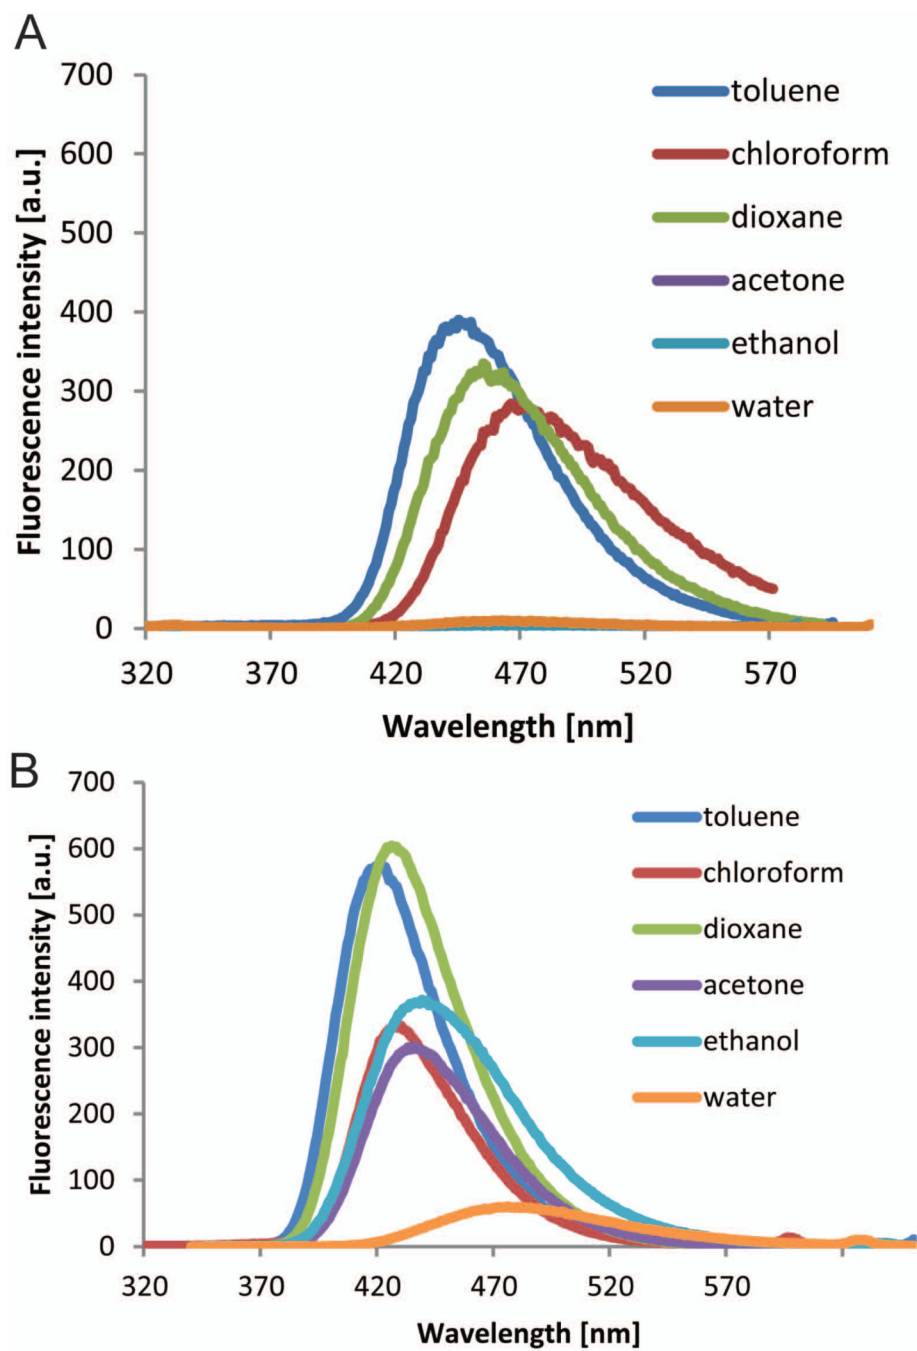 A
700
600
500
400
300
200
100
0
Fluorescence intensity [a.u.]
320 370 420 470 520 570
Wavelength [nm]
toluene
chloroform
dioxane
acetone
ethanol
water
B
700
600
500
400
300
200
100
0
Fluorescence intensity [a.u.]
320 370 420 470 520 570
Wavelength [nm]
toluene
chloroform
dioxane
acetone
ethanol
water